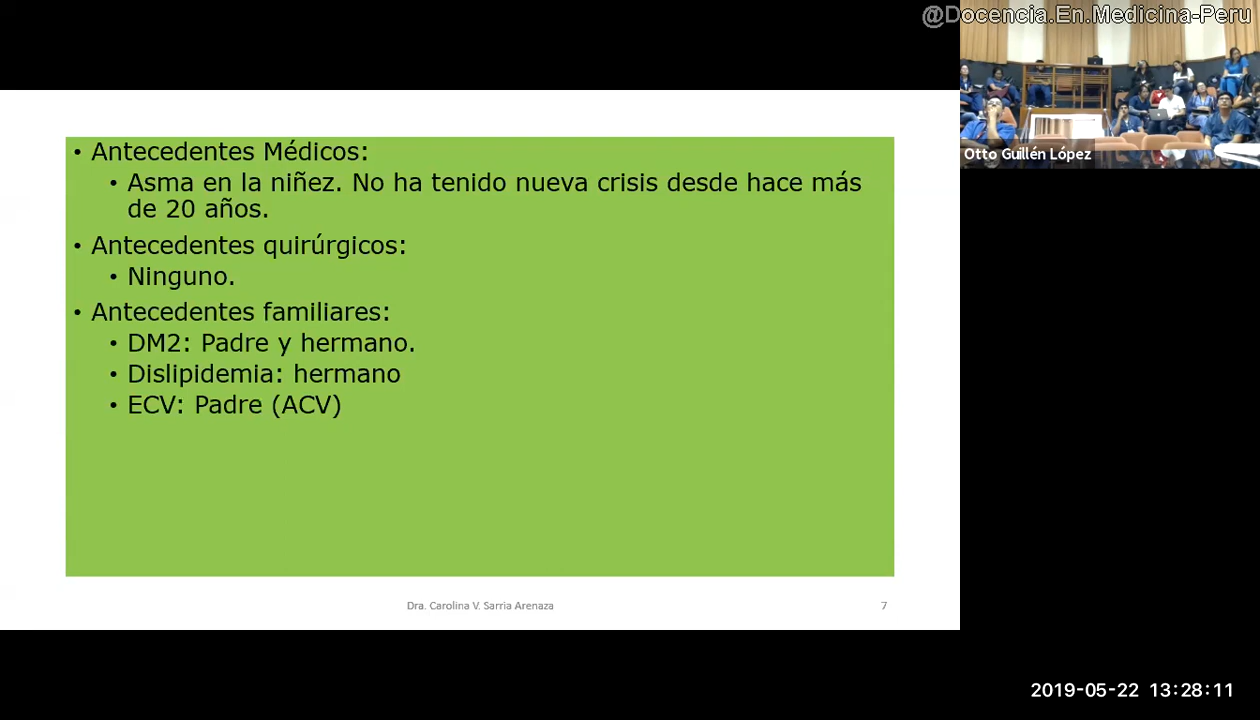 @Docencia.En.Medicina-Peru
Otto Guillén López
• Antecedentes Médicos:
• Asma en la niñez. No ha tenido nueva crisis desde hace más
de 20 años.
• Antecedentes quirúrgicos:
• Ninguno.
• Antecedentes familiares:
• DM2: Padre y hermano.
• Dislipidemia: hermano
• ECV: Padre (ACV)
Dra. Carolina V. Sarria Arenaza
7
2019-05-22 13:28:11